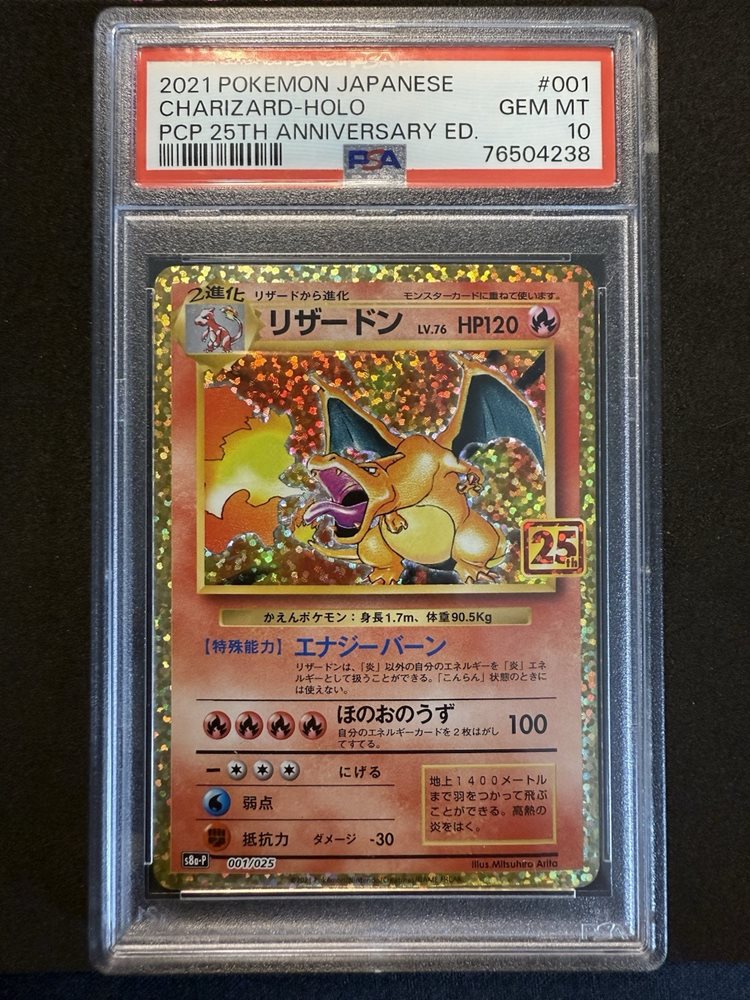 2021 POKEMON JAPANESE #001
CHARIZARD-HOLO GEM MT
PCP 25TH ANNIVERSARY ED. 10
PSA 76504238
2進化 リザードから進化 モンスターカードに重ねて使います。
リザードン LV.76 HP120
25th
かえんポケモン:身長1.7m、体重90.5Kg
【特殊能力】 エナジーバーン
リザードンは、「炎」以外の自分のエネルギーを「炎」エネ
ルギーとして扱うことができる。「こんらん」状態のときに
は使えない。
ほのおのうず 100
自分のエネルギーカードを2枚はがし
てすてる。
ー にげる
弱点
抵抗力 ダメージ -30
地上1400メートル
まで羽をつかって飛ぶ
ことができる。高熱の
炎をはく。
s8a-P 001/025 Illus Mitsuhiro Arita
©2021 Pokémon/Nintendo/Creatures/GAME FREAK
PSA